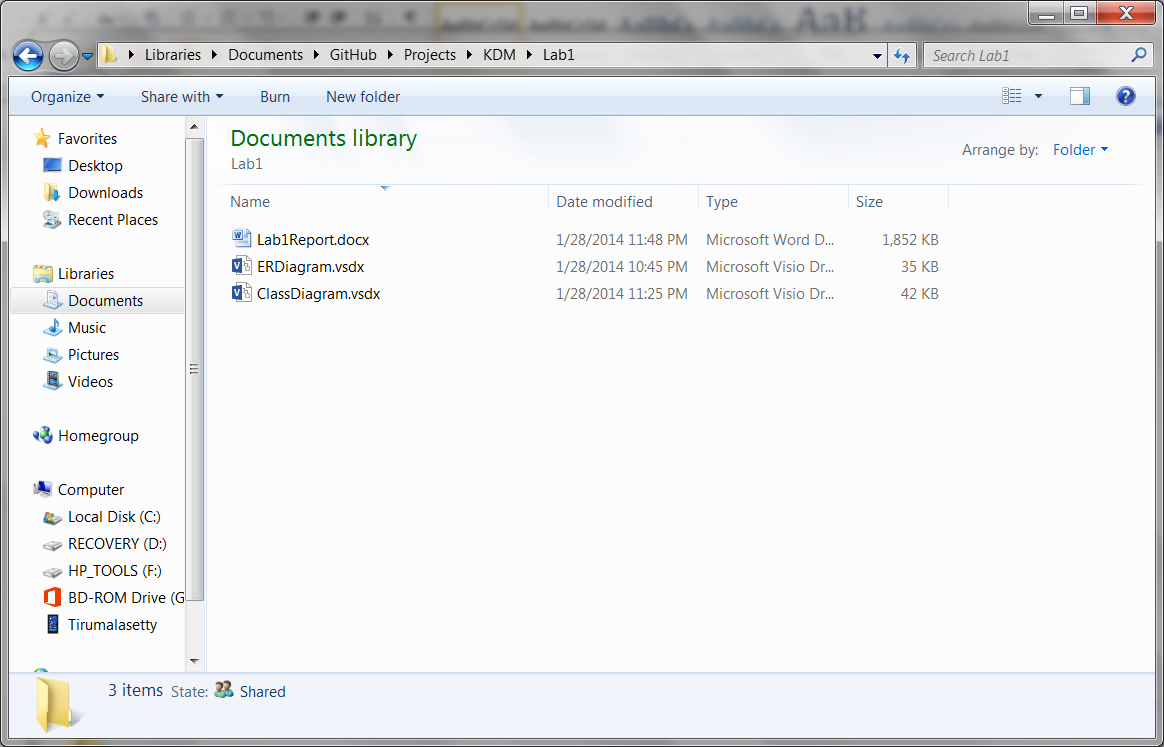 AaB
Libraries Documents GitHub Projects KDM Lab1
Search Lab1
Organize Share with Burn New folder
Favorites
Desktop
Downloads
Recent Places
Libraries
Documents
Music
Pictures
Videos
Homegroup
Computer
Local Disk (C:)
RECOVERY (D:)
HP_TOOLS (F:)
BD-ROM Drive (G
Tirumalasetty
Documents library
Lab1
Arrange by: Folder
Name Date modified Type Size
Lab1Report.docx 1/28/2014 11:48 PM Microsoft Word D... 1,852 KB
ERDiagram.vsdx 1/28/2014 10:45 PM Microsoft Visio Dr... 35 KB
ClassDiagram.vsdx 1/28/2014 11:25 PM Microsoft Visio Dr... 42 KB
3 items State: Shared